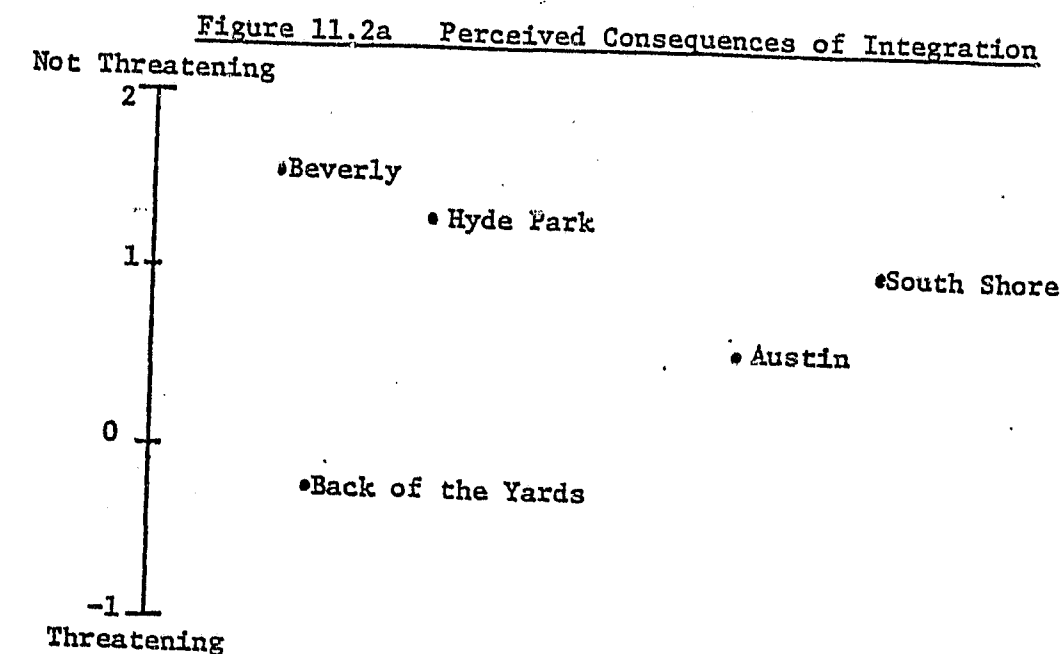 Figure 11.2a Perceived Consequences of Integration
Not Threatening
2
Beverly
Hyde Park
1
South Shore
Austin
0
Back of the Yards
-1
Threatening